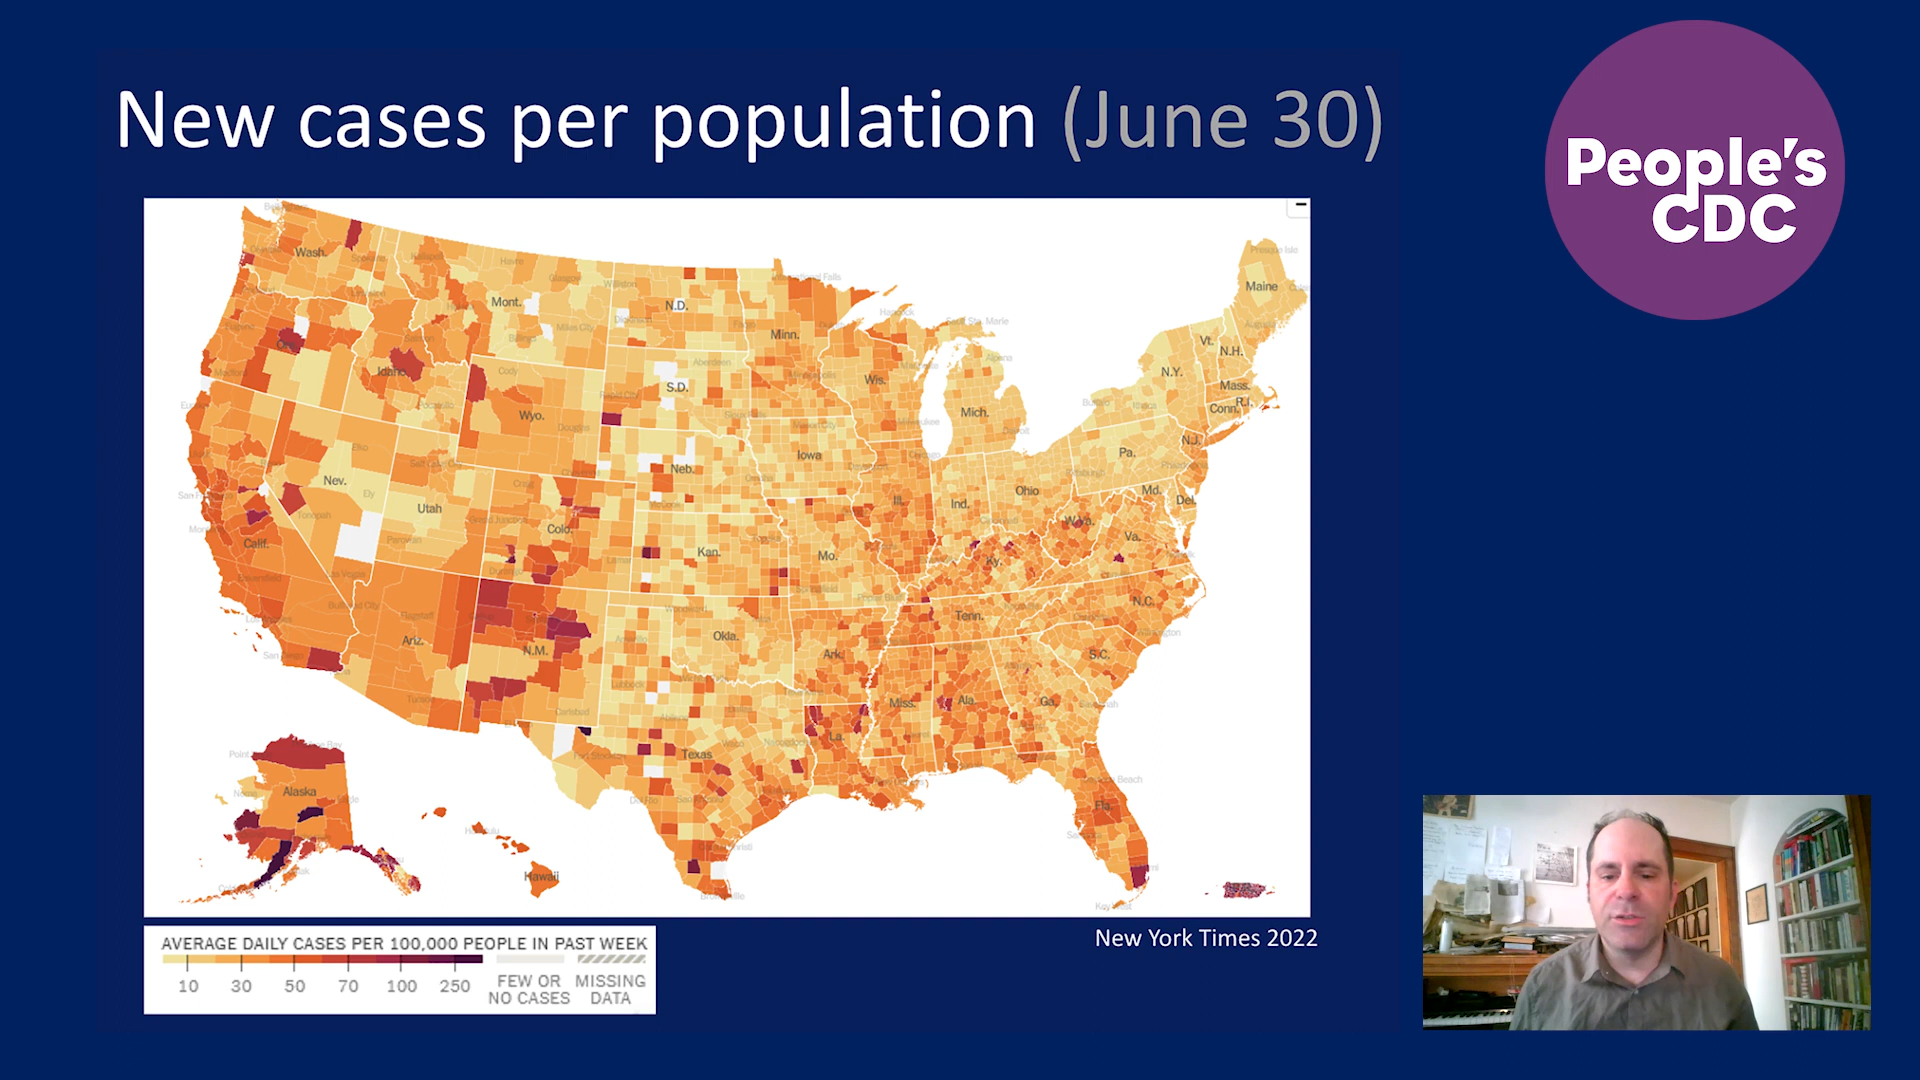 New cases per population (June 30)
People's
CDC
Wash.
Mont.
N.D.
Minn.
Maine
Vt.
N.H.
Ore.
Idaho
S.D.
Wis.
N.Y.
Mass.
Wyo.
Mich.
Conn.
R.I.
Nev.
Utah
Neb.
Iowa
Pa.
N.J.
Ill.
Ind.
Ohio
Md.
Del.
Calif.
Colo.
Kan.
Mo.
Ky.
W.Va.
Va.
Ariz.
N.M.
Okla.
Ark.
Tenn.
N.C.
S.C.
Miss.
Ala.
Ga.
Texas
La.
Fla.
Alaska
Hawaii
New York Times 2022
AVERAGE DAILY CASES PER 100,000 PEOPLE IN PAST WEEK
10 30 50 70 100 250
FEW OR
NO CASES
MISSING
DATA